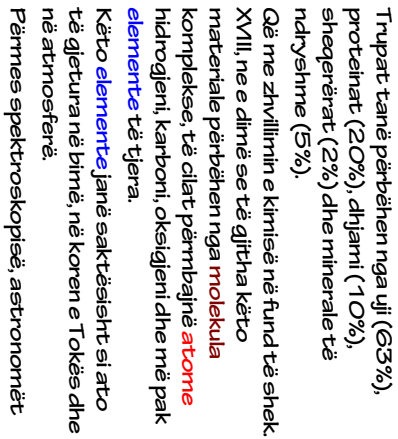 Trupat tanë përbëhen nga uji (63%),
proteinat (20%), dhjami (10%),
sheqerërat (2%) dhe minerale të
ndryshme (5%).
Që me zhvillimin e kimisë në fund të shek.
XVIII, ne e dimë se të gjitha këto
materiale përbëhen nga molekula
komplekse, të cilat përmbajnë atome
hidrogjeni, karboni, oksigjeni dhe më pak
elemente të tjera.
Këto elemente janë saktësisht si ato
të gjetura në bimë, në koren e Tokës dhe
në atmosferë.
Përmes spektroskopisë, astronomët